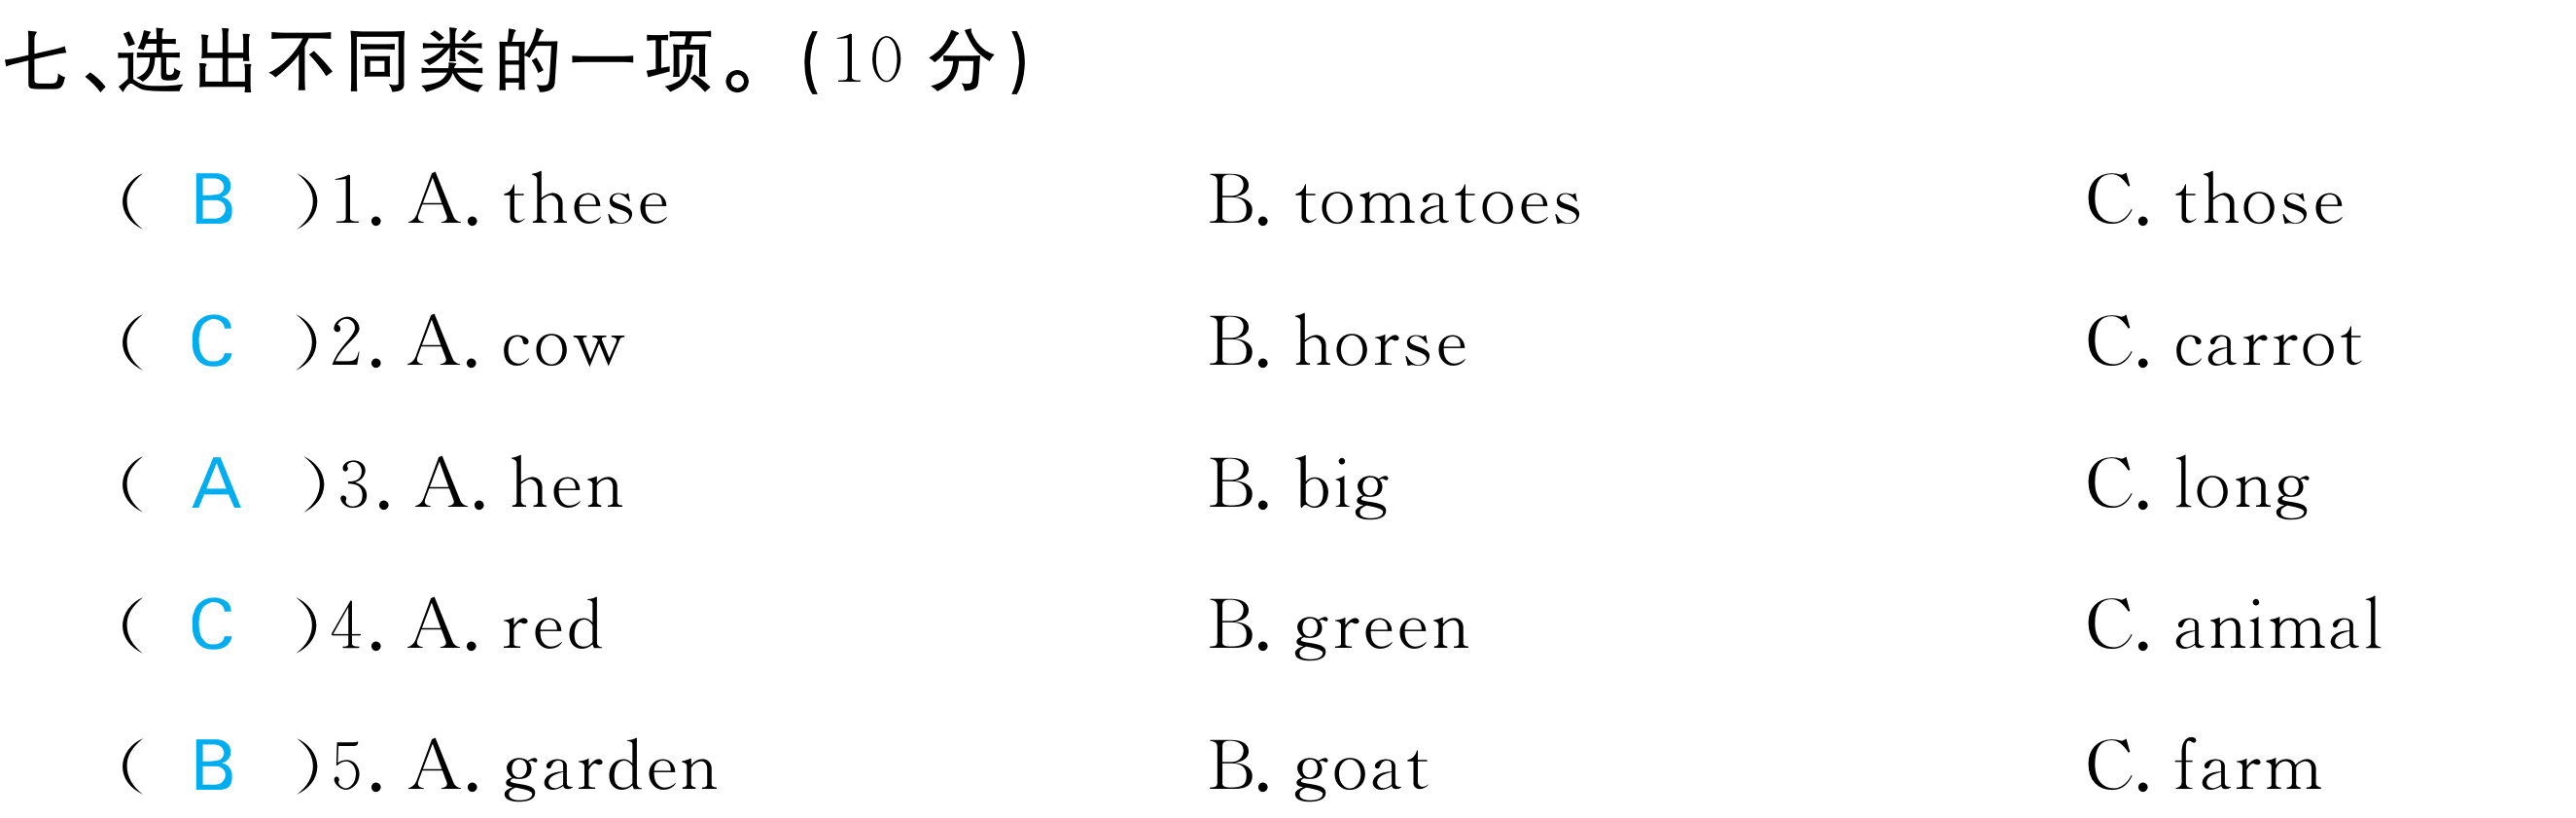 七、选出不同类的一项。(10 分)
( B )1. A. these B. tomatoes C. those
( C )2. A. cow B. horse C. carrot
( A )3. A. hen B. big C. long
( C )4. A. red B. green C. animal
( B )5. A. garden B. goat C. farm